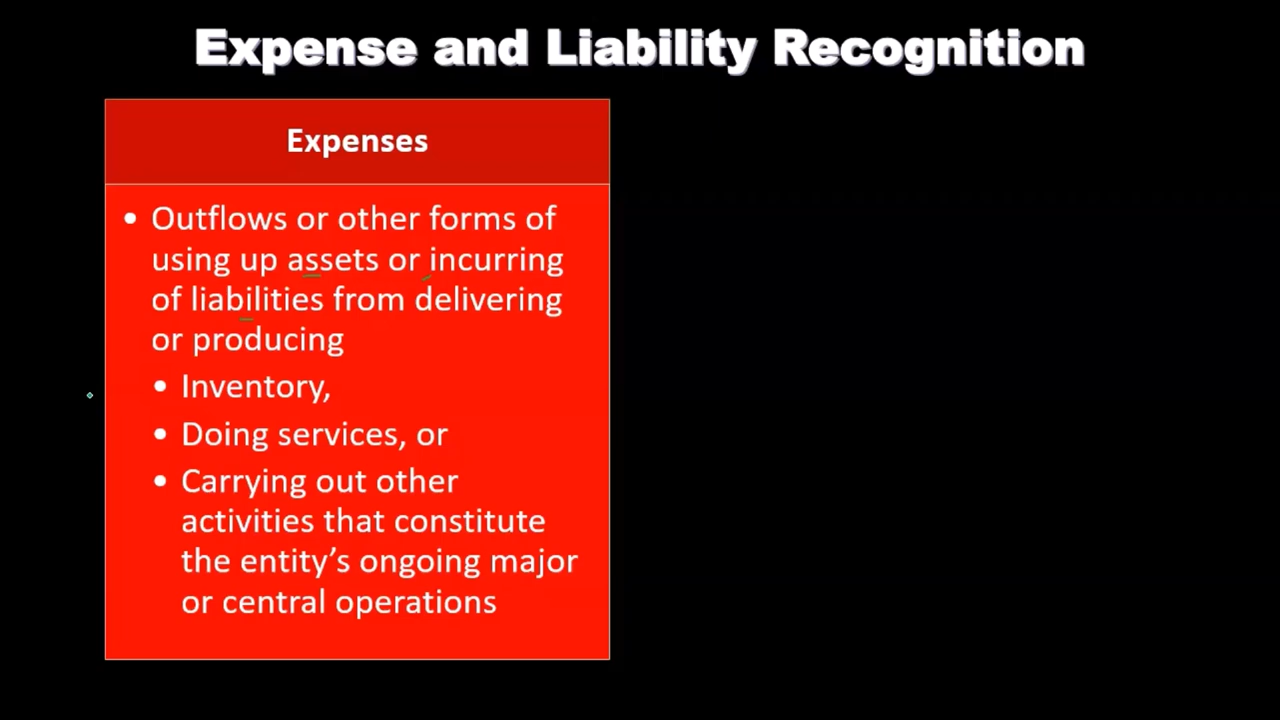 Expense and Liability Recognition
Expenses
• Outflows or other forms of
using up assets or incurring
of liabilities from delivering
or producing
• Inventory,
• Doing services, or
• Carrying out other
activities that constitute
the entity’s ongoing major
or central operations